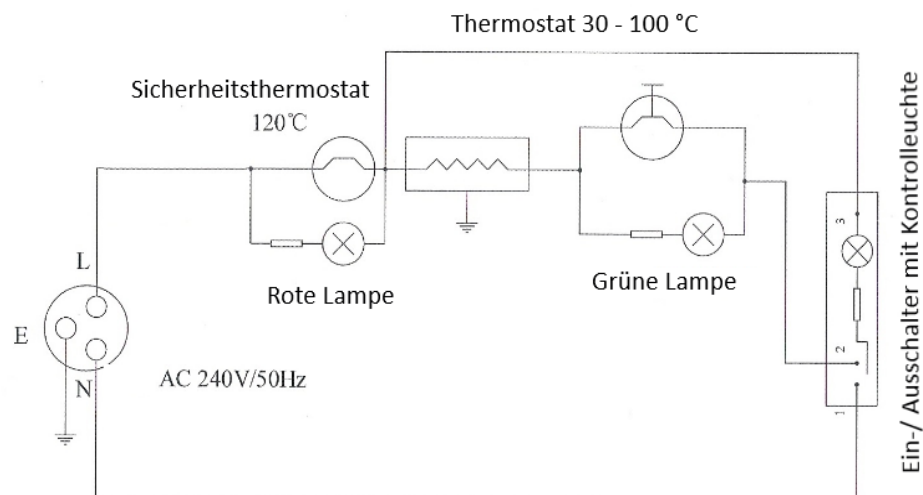 Thermostat 30 - 100 °C
Sicherheitsthermostat
120℃
Rote Lampe
Grüne Lampe
L
E
N
AC 240V/50Hz
3
2
1
Ein-/ Ausschalter mit Kontrolleuchte